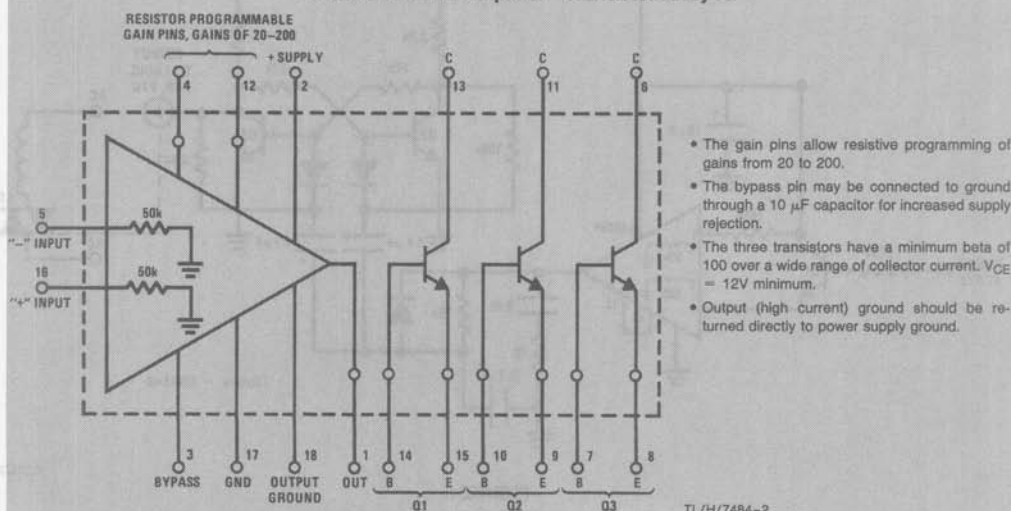 RESISTOR PROGRAMMABLE
GAIN PINS, GAINS OF 20–200
+ SUPPLY
C
C
C
4
12
2
13
11
6
5
"–" INPUT
50k
16
"+" INPUT
50k
3
17
18
1
14
15
10
9
7
8
BYPASS
GND
OUTPUT
GROUND
OUT
B
E
B
E
B
E
Q1
Q2
Q3
• The gain pins allow resistive programming of
gains from 20 to 200.
• The bypass pin may be connected to ground
through a 10 μF capacitor for increased supply
rejection.
• The three transistors have a minimum beta of
100 over a wide range of collector current. VCE
= 12V minimum.
• Output (high current) ground should be re-
turned directly to power supply ground.
TL/H/7484–2